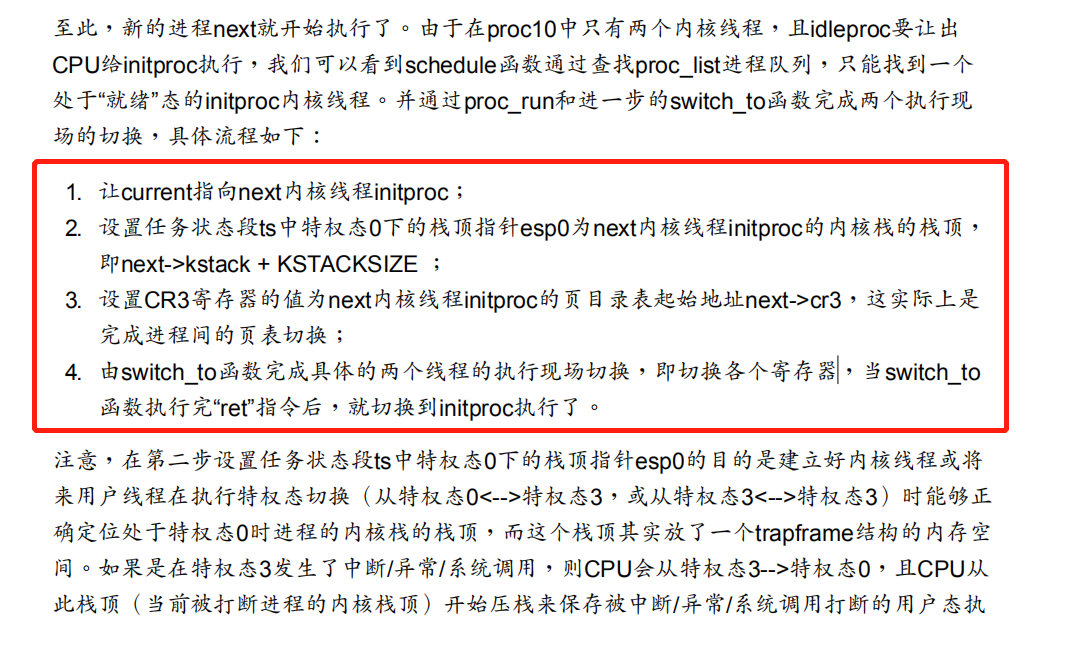 至此，新的进程next就开始执行了。由于在proc10中只有两个内核线程，且idleproc要让出
CPU给initproc执行，我们可以看到schedule函数通过查找proc_list进程队列，只能找到一个
处于“就绪”态的initproc内核线程。并通过proc_run和进一步的switch_to函数完成两个执行现
场的切换，具体流程如下：
1. 让current指向next内核线程initproc；
2. 设置任务状态段ts中特权态0下的栈顶指针esp0为next内核线程initproc的内核栈的栈顶，
即next->kstack + KSTACKSIZE ；
3. 设置CR3寄存器的值为next内核线程initproc的页目录表起始地址next->cr3，这实际上是
完成进程间的页表切换；
4. 由switch_to函数完成具体的两个线程的执行现场切换，即切换各个寄存器，当switch_to
函数执行完“ret”指令后，就切换到initproc执行了。
注意，在第二步设置任务状态段ts中特权态0下的栈顶指针esp0的目的是建立好内核线程或将
来用户线程在执行特权态切换（从特权态0<-->特权态3，或从特权态3<-->特权态3）时能够正
确定位处于特权态0时进程的内核栈的栈顶，而这个栈顶其实放了一个trapframe结构的内存空
间。如果是在特权态3发生了中断/异常/系统调用，则CPU会从特权态3-->特权态0，且CPU从
此栈顶（当前被打断进程的内核栈顶）开始压栈来保存被中断/异常/系统调用打断的用户态执